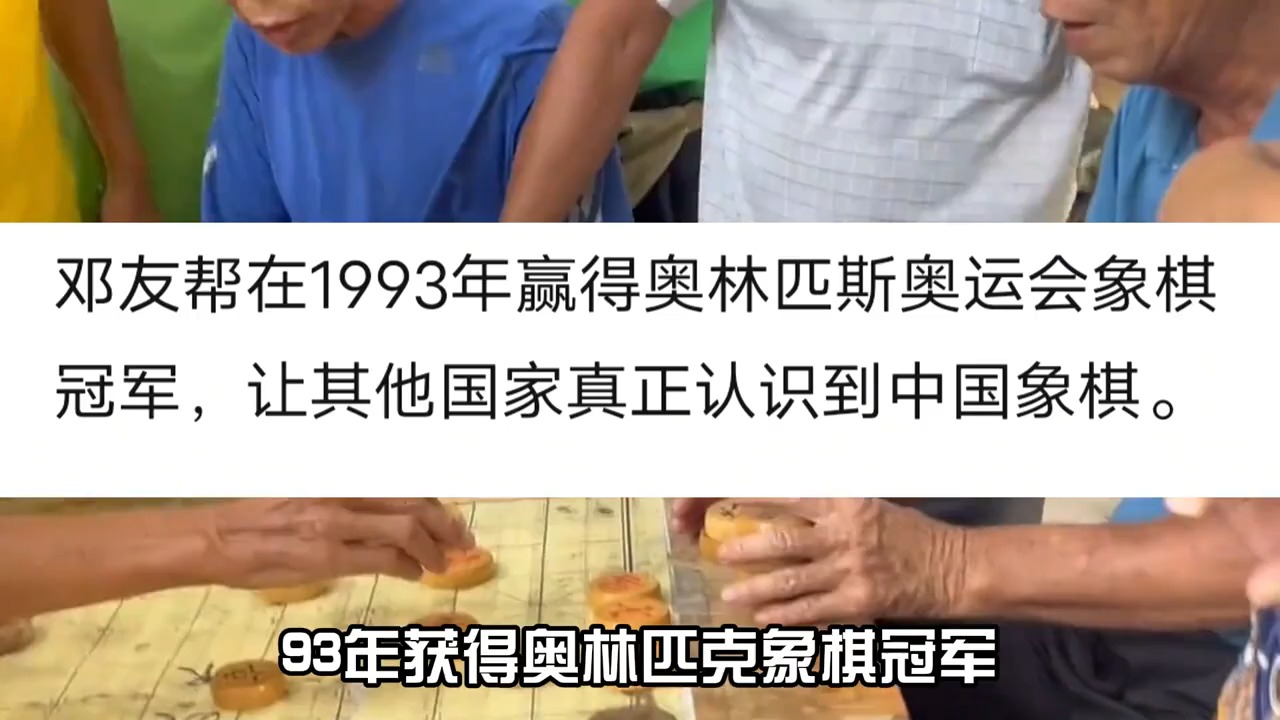 邓友帮在1993年赢得奥林匹斯奥运会象棋
冠军，让其他国家真正认识到中国象棋。
93年获得奥林匹克象棋冠军